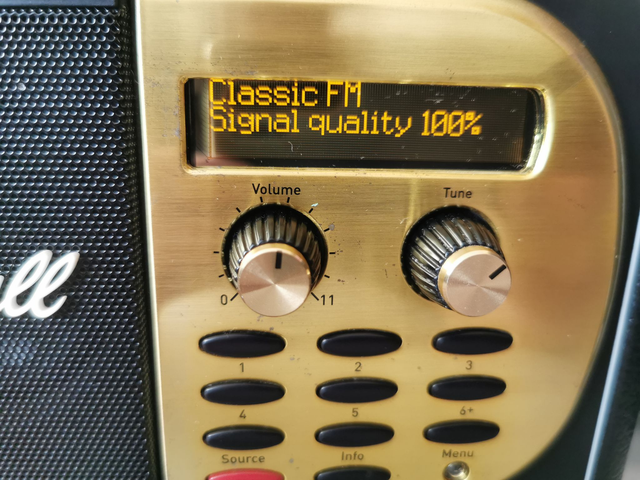 Classic FM
Signal quality 100%
Volume
Tune
0
11
1
2
3
4
5
6+
Source
Info
Menu